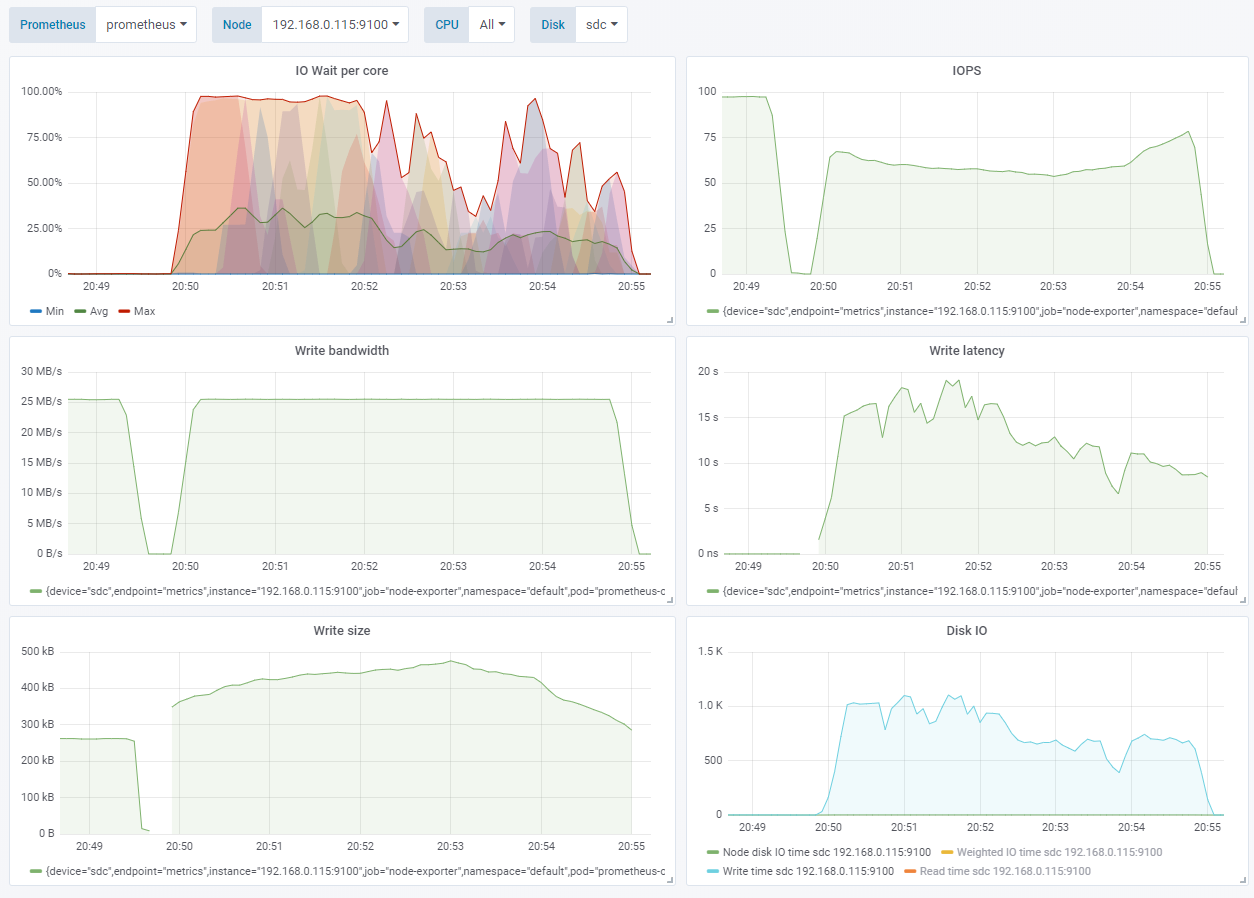 Prometheus prometheus Node 192.168.0.115:9100 CPU All Disk sdc
IO Wait per core
100.00%
75.00%
50.00%
25.00%
0%
20:49 20:50 20:51 20:52 20:53 20:54 20:55
Min Avg Max
IOPS
100
75
50
25
0
20:49 20:50 20:51 20:52 20:53 20:54 20:55
{device="sdc",endpoint="metrics",instance="192.168.0.115:9100",job="node-exporter",namespace="defaul
Write bandwidth
30 MB/s
25 MB/s
20 MB/s
15 MB/s
10 MB/s
5 MB/s
0 B/s
20:49 20:50 20:51 20:52 20:53 20:54 20:55
{device="sdc",endpoint="metrics",instance="192.168.0.115:9100",job="node-exporter",namespace="default",pod="prometheus-c
Write latency
20 s
15 s
10 s
5 s
0 ns
20:49 20:50 20:51 20:52 20:53 20:54 20:55
{device="sdc",endpoint="metrics",instance="192.168.0.115:9100",job="node-exporter",namespace="defaul
Write size
500 kB
400 kB
300 kB
200 kB
100 kB
0 B
20:49 20:50 20:51 20:52 20:53 20:54 20:55
{device="sdc",endpoint="metrics",instance="192.168.0.115:9100",job="node-exporter",namespace="default",pod="prometheus-c
Disk IO
1.5 K
1.0 K
500
0
20:49 20:50 20:51 20:52 20:53 20:54 20:55
Node disk IO time sdc 192.168.0.115:9100 Weighted IO time sdc 192.168.0.115:9100
Write time sdc 192.168.0.115:9100 Read time sdc 192.168.0.115:9100